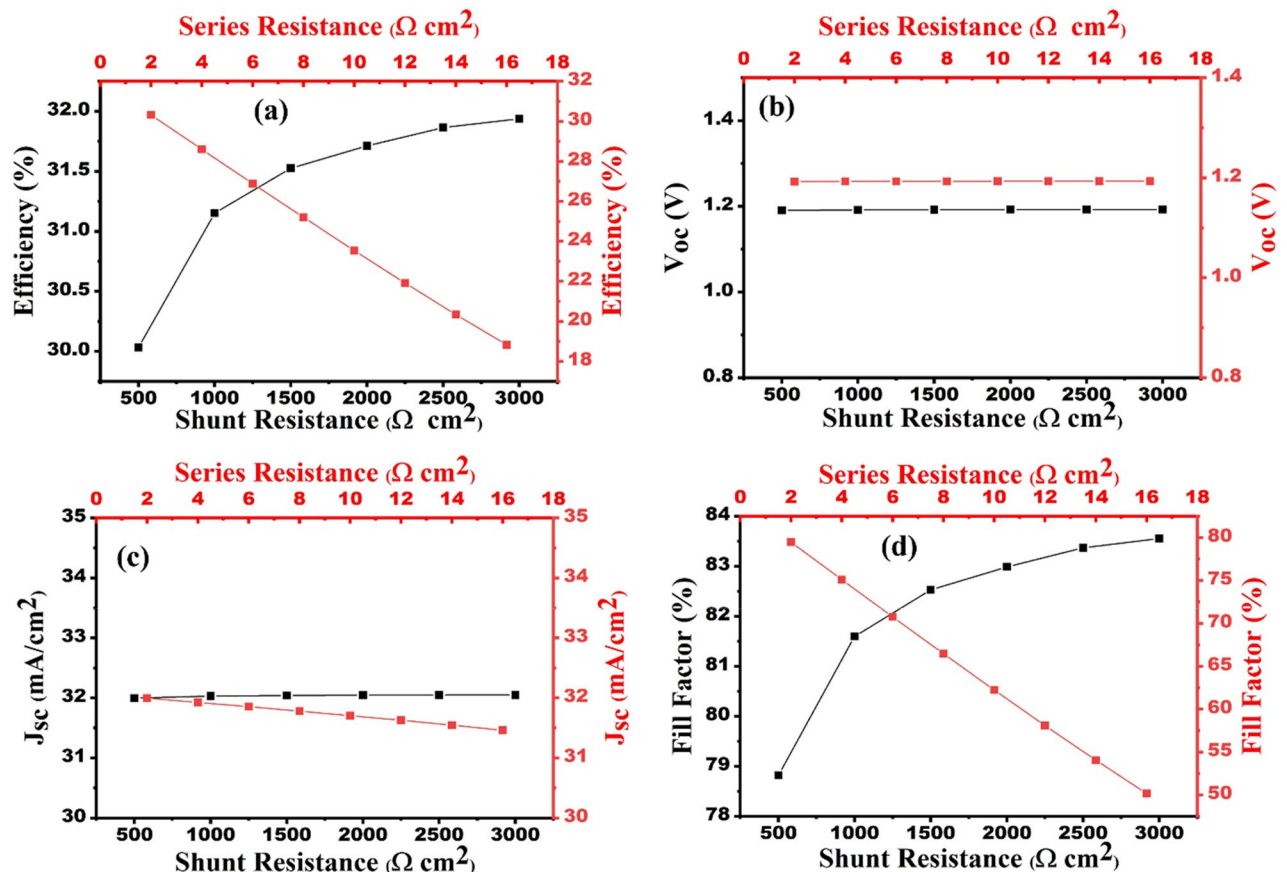 Series Resistance (Ω cm²)
0 2 4 6 8 10 12 14 16 18
(a)
Efficiency (%)
32.0
31.5
31.0
30.5
30.0
32
30
28
26
24
22
20
18
Efficiency (%)
500 1000 1500 2000 2500 3000
Shunt Resistance (Ω cm²)
Series Resistance (Ω cm²)
0 2 4 6 8 10 12 14 16 18
(b)
Voc (V)
1.4
1.2
1.0
0.8
1.4
1.2
1.0
0.8
Voc (V)
500 1000 1500 2000 2500 3000
Shunt Resistance (Ω cm²)
Series Resistance (Ω cm²)
0 2 4 6 8 10 12 14 16 18
(c)
Jsc (mA/cm²)
35
34
33
32
31
30
35
34
33
32
31
30
Jsc (mA/cm²)
500 1000 1500 2000 2500 3000
Shunt Resistance (Ω cm²)
Series Resistance (Ω cm²)
0 2 4 6 8 10 12 14 16 18
(d)
Fill Factor (%)
84
83
82
81
80
79
78
80
75
70
65
60
55
50
Fill Factor (%)
500 1000 1500 2000 2500 3000
Shunt Resistance (Ω cm²)